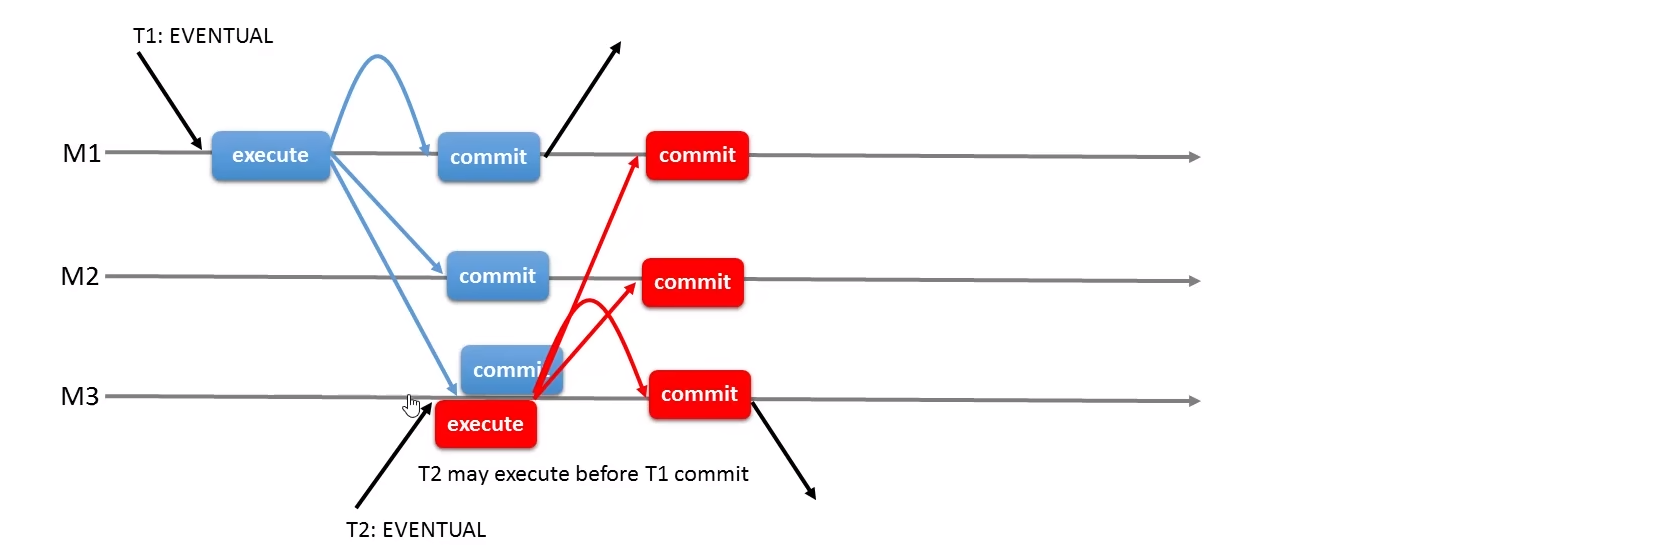 T1: EVENTUAL
M1
execute
commit
commit
M2
commit
commit
M3
commit
commit
execute
T2 may execute before T1 commit
T2: EVENTUAL